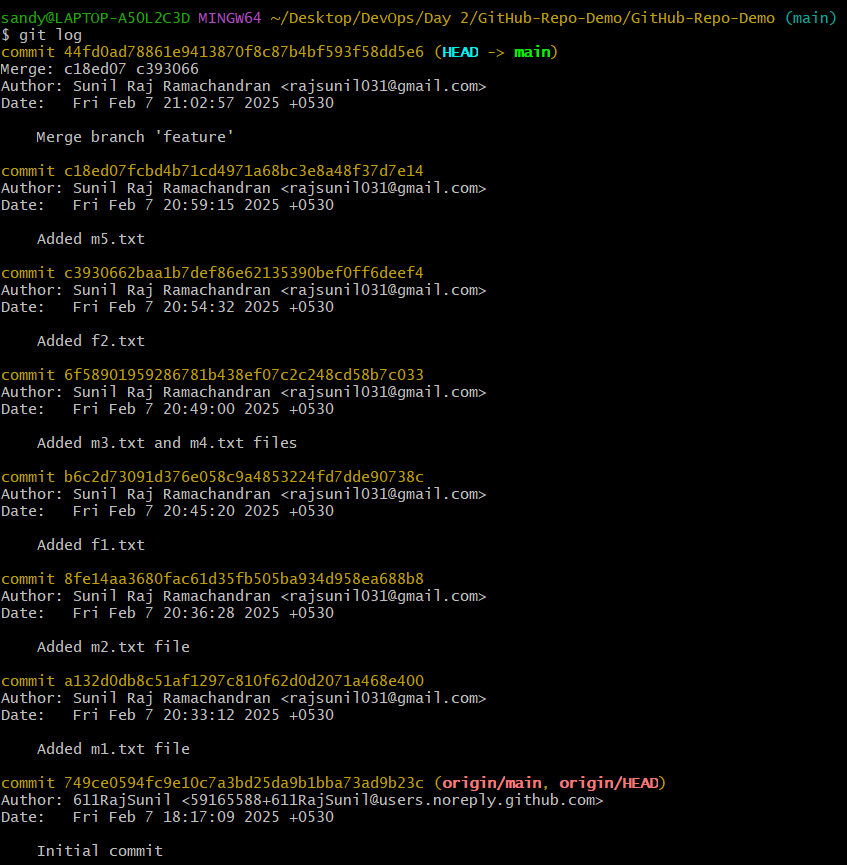 sandy@LAPTOP-A5OL2C3D MINGW64 ~/Desktop/DevOps/Day 2/GitHub-Repo-Demo/GitHub-Repo-Demo (main)
$ git log
commit 44fd0ad78861e9413870f8c87b4bf593f58dd5e6 (HEAD -> main)
Merge: c18ed07 c393066
Author: Sunil Raj Ramachandran <rajsunil031@gmail.com>
Date:   Fri Feb 7 21:02:57 2025 +0530

    Merge branch 'feature'

commit c18ed07fcbd4b71cd4971a68bc3e8a48f37d7e14
Author: Sunil Raj Ramachandran <rajsunil031@gmail.com>
Date:   Fri Feb 7 20:59:15 2025 +0530

    Added m5.txt

commit c3930662baa1b7def86e62135390bef0ff6deef4
Author: Sunil Raj Ramachandran <rajsunil031@gmail.com>
Date:   Fri Feb 7 20:54:32 2025 +0530

    Added f2.txt

commit 6f58901959286781b438ef07c2c248cd58b7c033
Author: Sunil Raj Ramachandran <rajsunil031@gmail.com>
Date:   Fri Feb 7 20:49:00 2025 +0530

    Added m3.txt and m4.txt files

commit b6c2d73091d376e058c9a4853224fd7dde90738c
Author: Sunil Raj Ramachandran <rajsunil031@gmail.com>
Date:   Fri Feb 7 20:45:20 2025 +0530

    Added f1.txt

commit 8fe14aa3680fac61d35fb505ba934d958ea688b8
Author: Sunil Raj Ramachandran <rajsunil031@gmail.com>
Date:   Fri Feb 7 20:36:28 2025 +0530

    Added m2.txt file

commit a132d0db8c51af1297c810f62d0d2071a468e400
Author: Sunil Raj Ramachandran <rajsunil031@gmail.com>
Date:   Fri Feb 7 20:33:12 2025 +0530

    Added m1.txt file

commit 749ce0594fc9e10c7a3bd25da9b1bba73ad9b23c (origin/main, origin/HEAD)
Author: 611RajSunil <59165588+611RajSunil@users.noreply.github.com>
Date:   Fri Feb 7 18:17:09 2025 +0530

    Initial commit